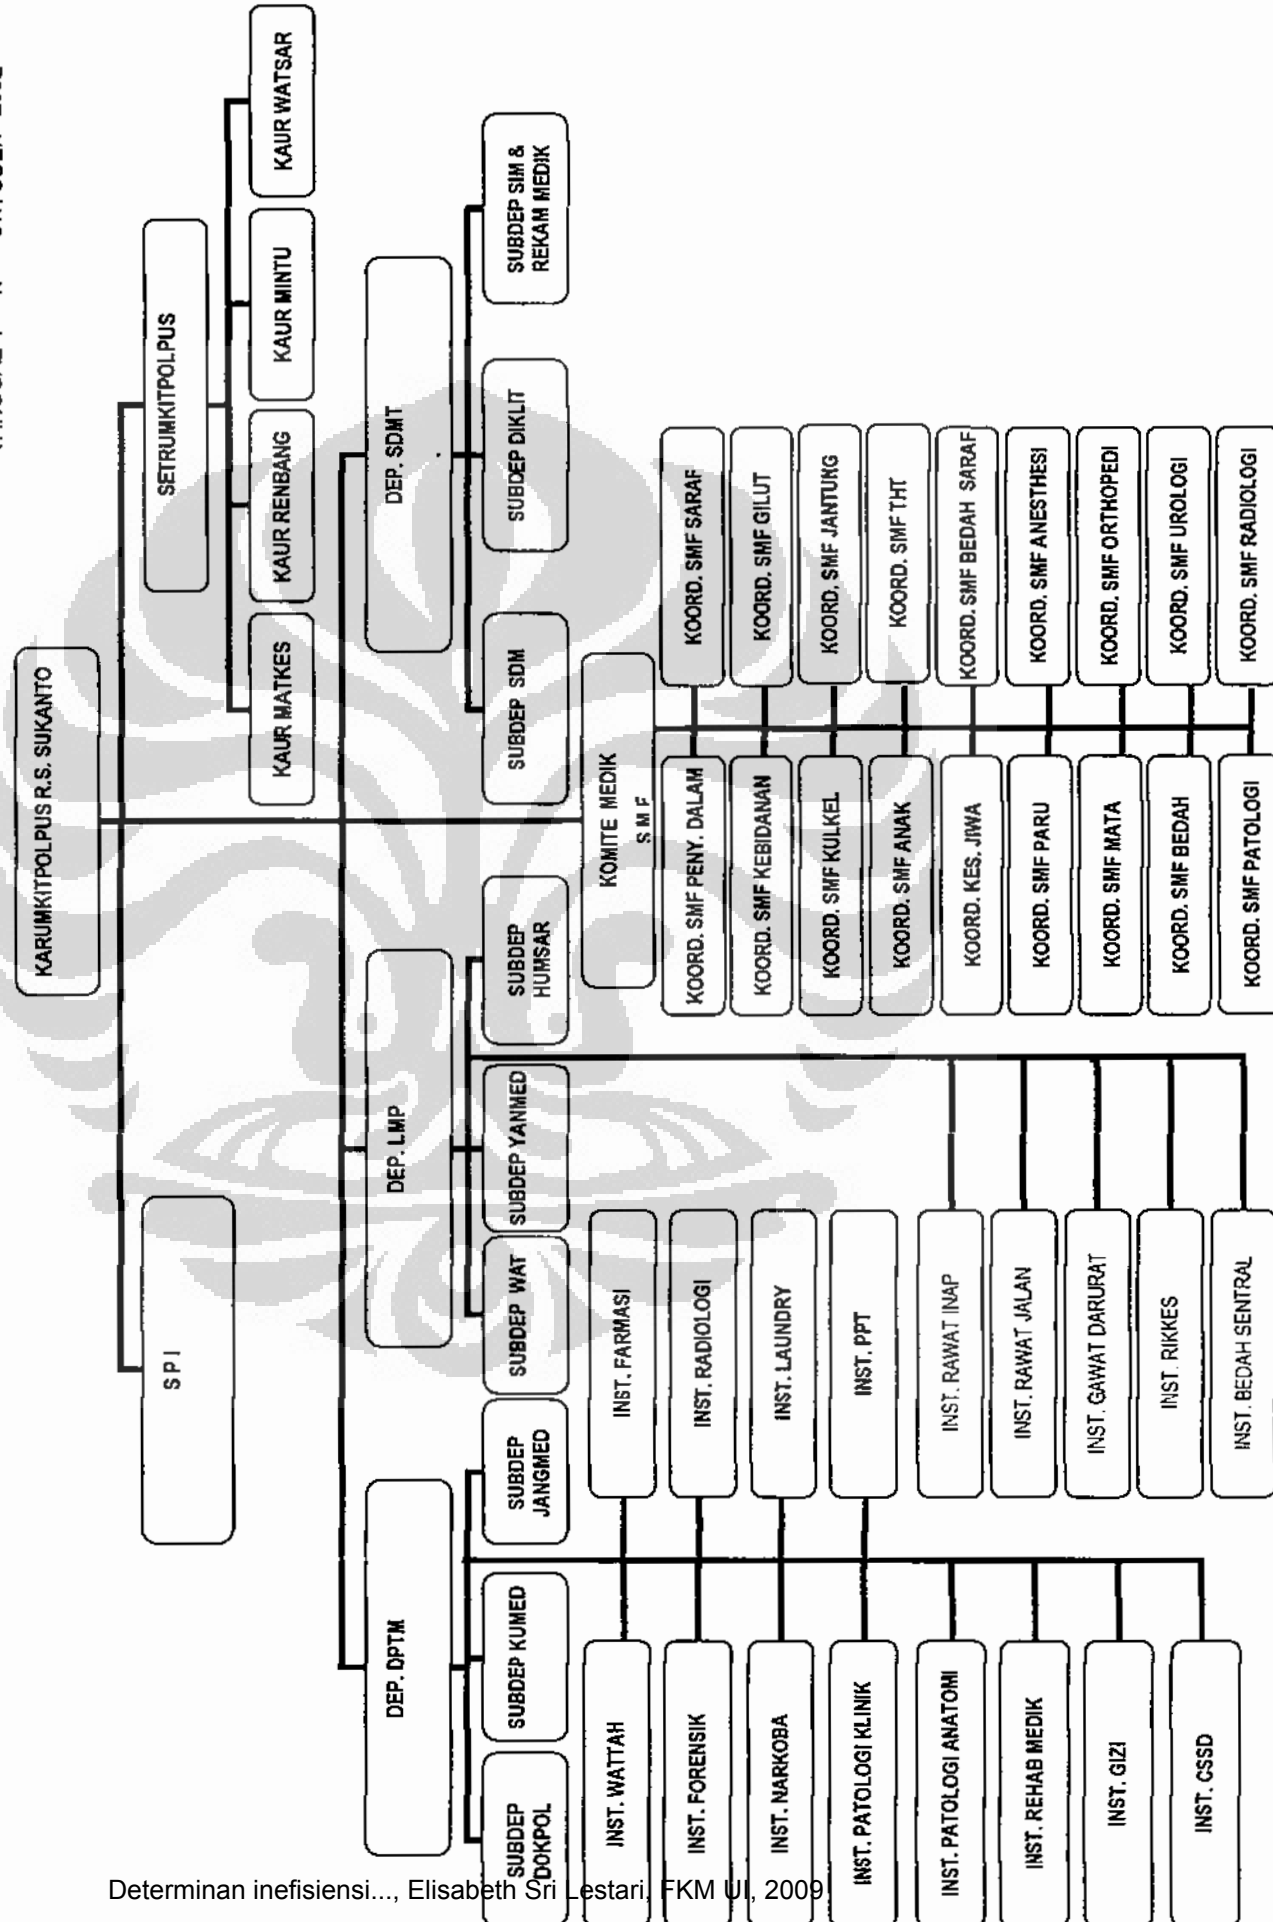 KARUMKITPOLPUS R.S. SUKANTO
S P I
SETRUMKITPOLPUS
KAUR MATKES
KAUR RENBANG
KAUR MINTU
KAUR WATSAR
DEP. DPTM
DEP. LMP
DEP. SDMT
SUBDEP
DOKPOL
SUBDEP KUMED
SUBDEP
JANGMED
SUBDEP WAT
SUBDEP YANMED
SUBDEP
HUMSAR
SUBDEP SDM
SUBDEP DIKLIT
SUBDEP SIM &
REKAM MEDIK
KOMITE MEDIK
S M F
INST. WATTAH
INST. FORENSIK
INST. NARKOBA
INST. PATOLOGI KLINIK
INST. PATOLOGI ANATOMI
INST. REHAB MEDIK
INST. GIZI
INST. CSSD
INST. FARMASI
INST. RADIOLOGI
INST. LAUNDRY
INST. PPT
INST. RAWAT INAP
INST. RAWAT JALAN
INST. GAWAT DARURAT
INST. RIKKES
INST. BEDAH SENTRAL
KOORD. SMF PENY. DALAM
KOORD. SMF KEBIDANAN
KOORD. SMF KULKEL
KOORD. SMF ANAK
KOORD. KES. JIWA
KOORD. SMF PARU
KOORD. SMF MATA
KOORD. SMF BEDAH
KOORD. SMF PATOLOGI
KOORD. SMF SARAF
KOORD. SMF GILUT
KOORD. SMF JANTUNG
KOORD. SMF THT
KOORD. SMF BEDAH SARAF
KOORD. SMF ANESTHESI
KOORD. SMF ORTHOPEDI
KOORD. SMF UROLOGI
KOORD. SMF RADIOLOGI
Determinan inefisiensi..., Elisabeth Sri Lestari, FKM UI, 2009